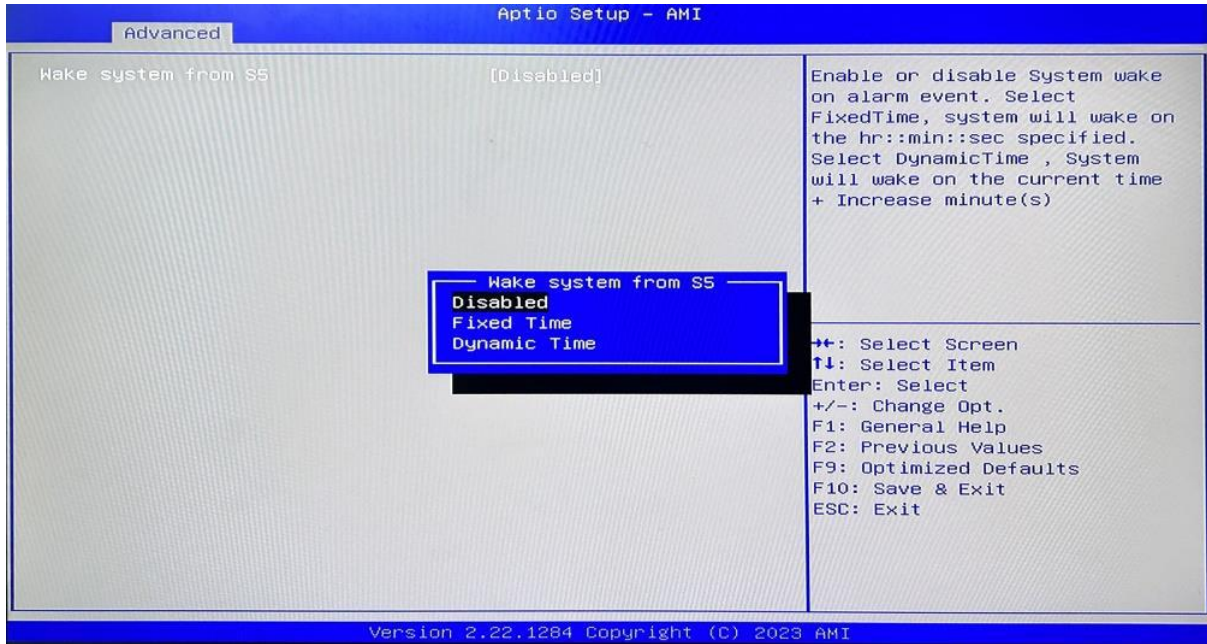 Aptio Setup - AMI
Advanced
Wake system from S5 [Disabled]
Enable or disable System wake
on alarm event. Select
FixedTime, system will wake on
the hr::min::sec specified.
Select DynamicTime , System
will wake on the current time
+ Increase minute(s)
Wake system from S5
Disabled
Fixed Time
Dynamic Time
→←: Select Screen
↑↓: Select Item
Enter: Select
+/-: Change Opt.
F1: General Help
F2: Previous Values
F9: Optimized Defaults
F10: Save & Exit
ESC: Exit
Version 2.22.1284 Copyright (C) 2023 AMI